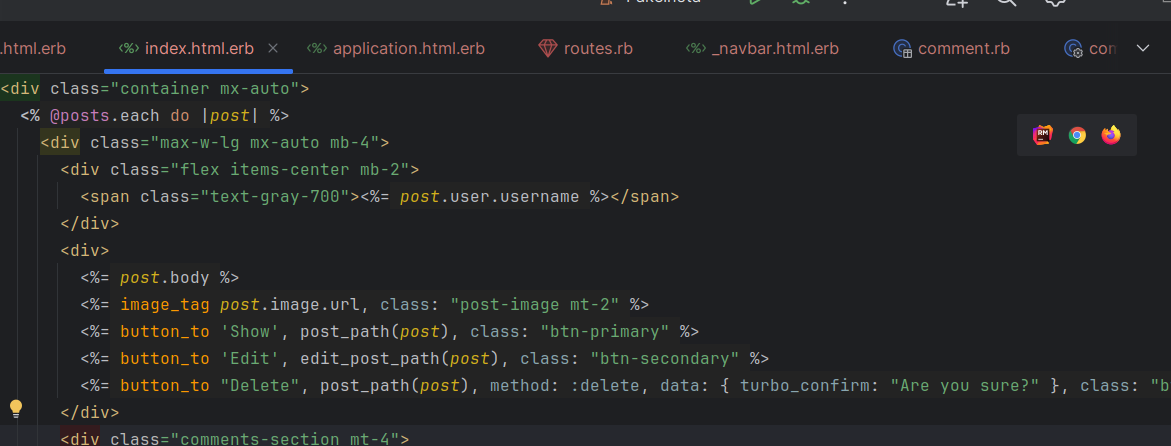 .html.erb
<%> index.html.erb ×
<%> application.html.erb
routes.rb
<%> _navbar.html.erb
comment.rb
<div class="container mx-auto">
<% @posts.each do |post| %>
<div class="max-w-lg mx-auto mb-4">
<div class="flex items-center mb-2">
<span class="text-gray-700"><%= post.user.username %></span>
</div>
<div>
<%= post.body %>
<%= image_tag post.image.url, class: "post-image mt-2" %>
<%= button_to 'Show', post_path(post), class: "btn-primary" %>
<%= button_to 'Edit', edit_post_path(post), class: "btn-secondary" %>
<%= button_to "Delete", post_path(post), method: :delete, data: { turbo_confirm: "Are you sure?" }, class: "b
</div>
<div class="comments-section mt-4">